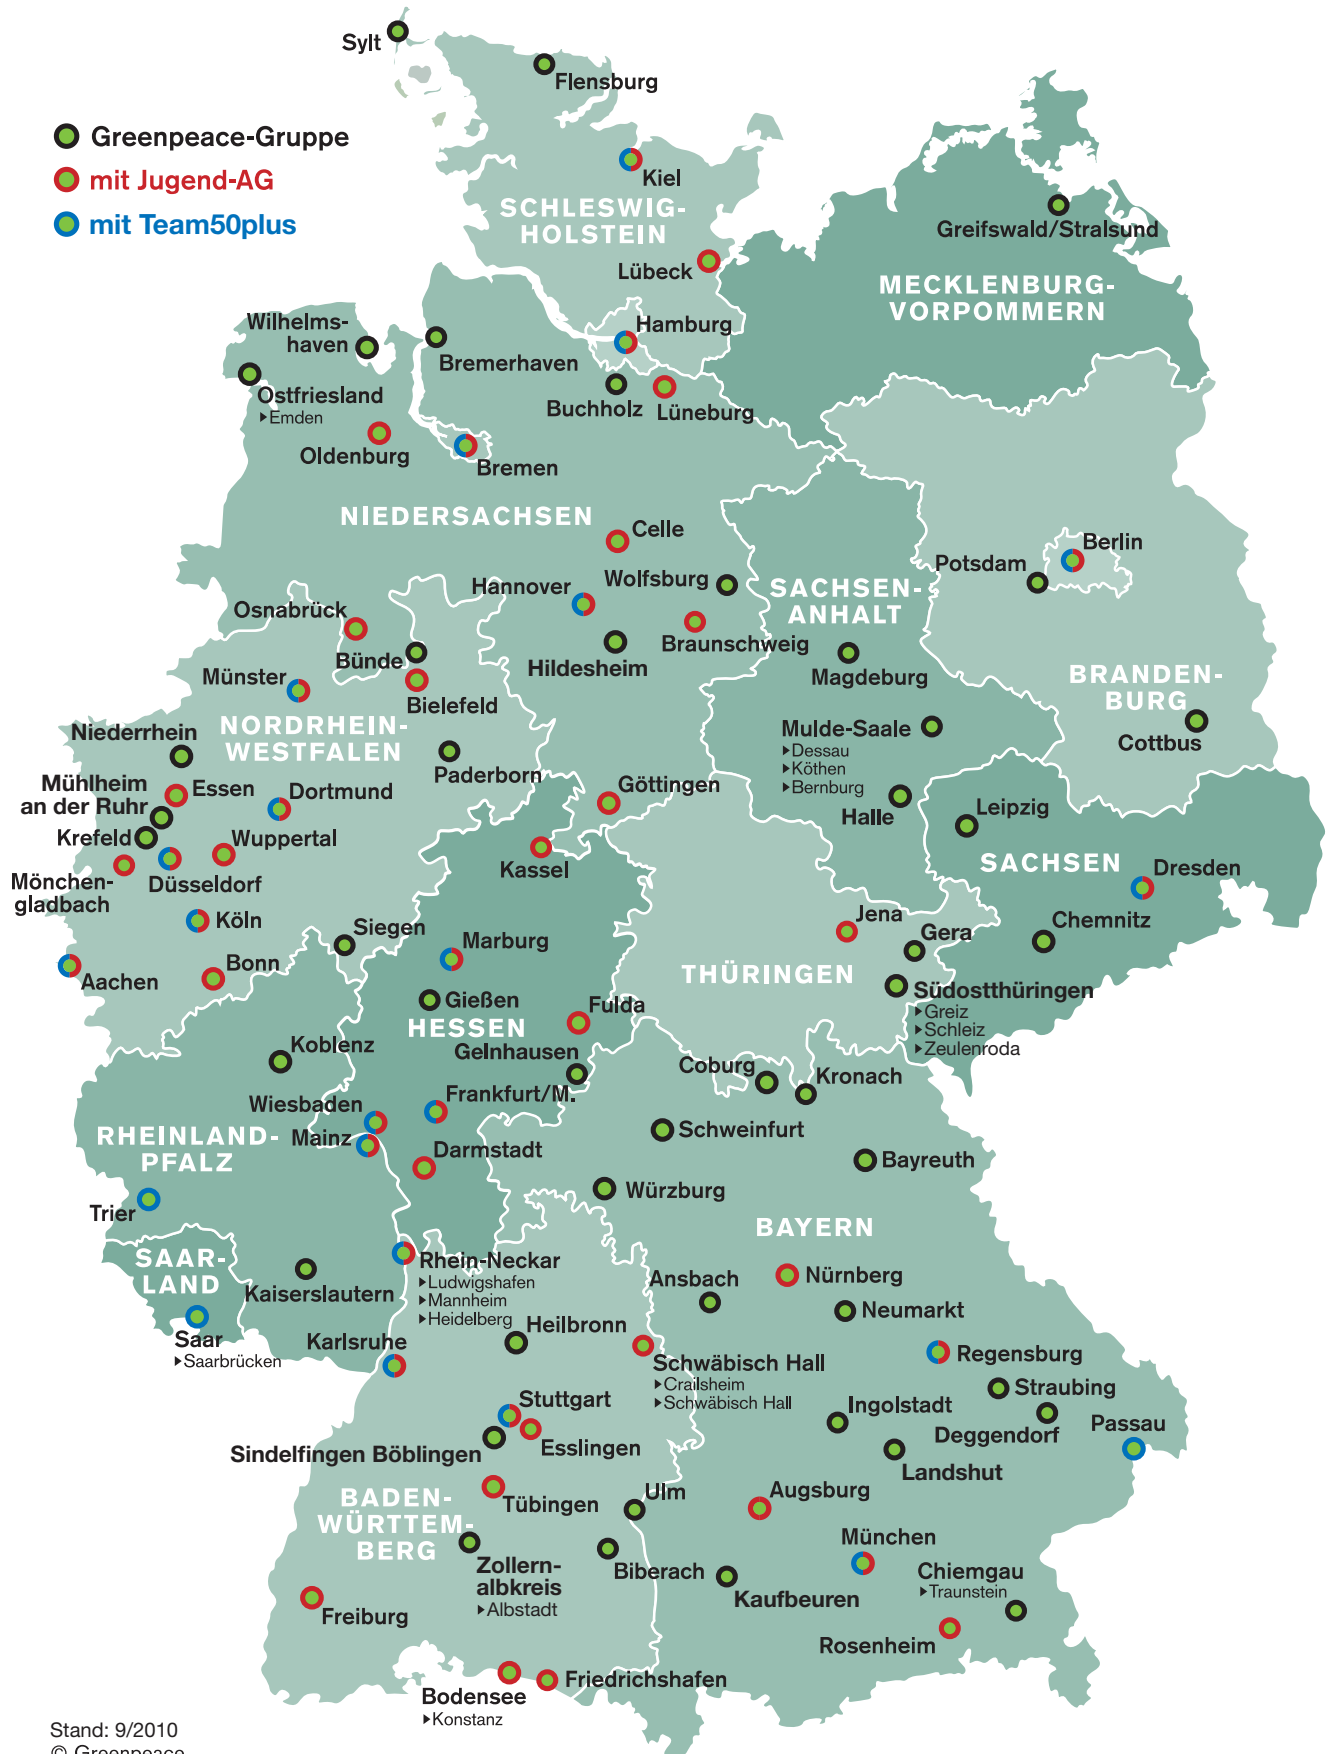 Sylt
Flensburg
Greenpeace-Gruppe
mit Jugend-AG
mit Team50plus
Kiel
SCHLESWIG-
HOLSTEIN
Lübeck
Greifswald/Stralsund
MECKLENBURG-
VORPOMMERN
Hamburg
Wilhelms-
haven
Bremerhaven
Ostfriesland
▸Emden
Buchholz
Lüneburg
Oldenburg
Bremen
NIEDERSACHSEN
Celle
Hannover
Wolfsburg
Braunschweig
Hildesheim
Osnabrück
SACHSEN-
ANHALT
Magdeburg
Mulde-Saale
▸Dessau
▸Köthen
▸Bernburg
Halle
Potsdam
Berlin
BRANDEN-
BURG
Cottbus
Bünde
Münster
Bielefeld
NORDRHEIN-
WESTFALEN
Niederrhein
Paderborn
Mühlheim
an der Ruhr
Essen
Dortmund
Göttingen
Krefeld
Wuppertal
Mönchen-
gladbach
Düsseldorf
Köln
Kassel
Leipzig
SACHSEN
Dresden
Chemnitz
Siegen
Aachen
Bonn
Marburg
Gießen
HESSEN
Fulda
Gelnhausen
Jena
Gera
THÜRINGEN
Südostthüringen
▸Greiz
▸Schleiz
▸Zeulenroda
Koblenz
Wiesbaden
Mainz
Frankfurt/M.
Darmstadt
RHEINLAND-
PFALZ
Trier
SAAR-
LAND
Saar
▸Saarbrücken
Kaiserslautern
Coburg
Kronach
Schweinfurt
Bayreuth
Würzburg
BAYERN
Rhein-Neckar
▸Ludwigshafen
▸Mannheim
▸Heidelberg
Ansbach
Nürnberg
Neumarkt
Karlsruhe
Heilbronn
Schwäbisch Hall
▸Crailsheim
▸Schwäbisch Hall
Regensburg
Straubing
Deggendorf
Passau
Ingolstadt
Landshut
Stuttgart
Esslingen
Sindelfingen Böblingen
Tübingen
BADEN-
WÜRTTEM-
BERG
Ulm
Augsburg
München
Zollern-
albkreis
▸Albstadt
Biberach
Kaufbeuren
Chiemgau
▸Traunstein
Rosenheim
Freiburg
Bodensee
▸Konstanz
Friedrichshafen
Stand: 9/2010
© Greenpeace